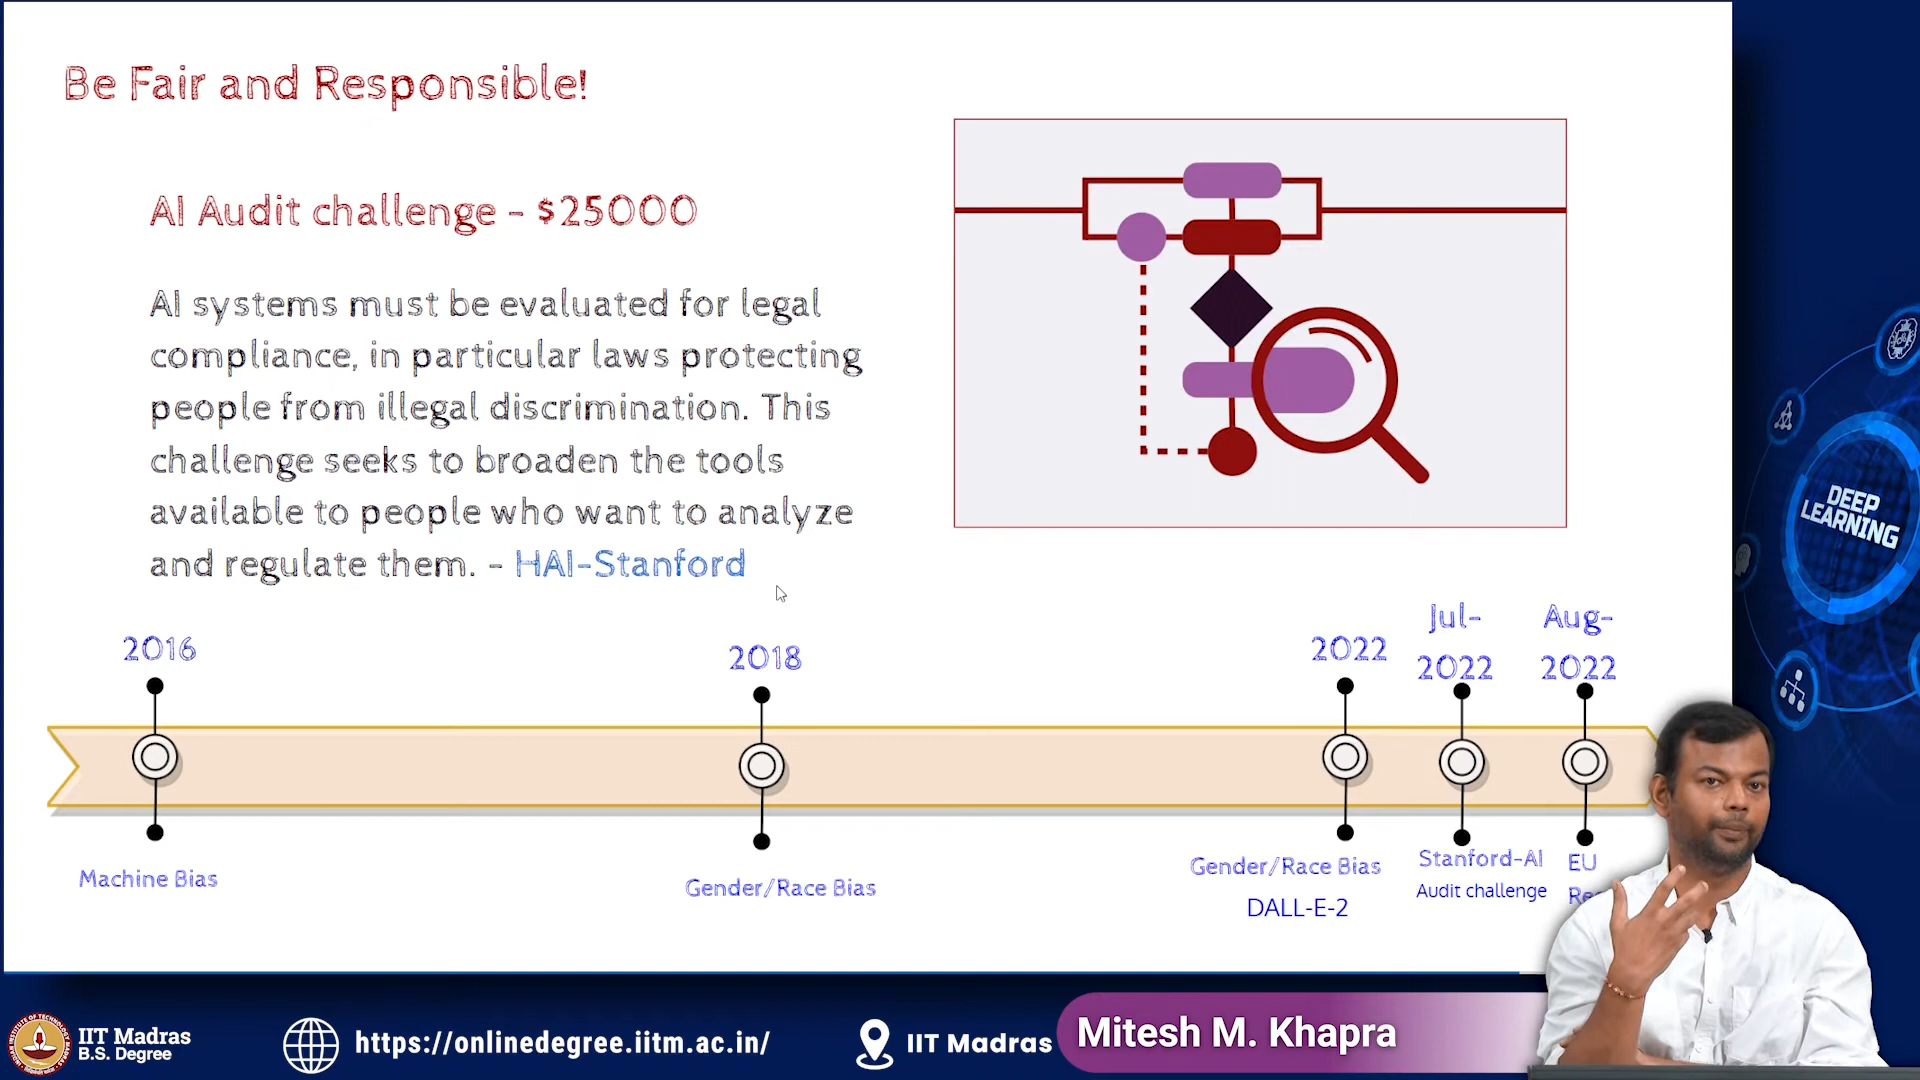 Be Fair and Responsible!
AI Audit challenge - $25000
AI systems must be evaluated for legal
compliance, in particular laws protecting
people from illegal discrimination. This
challenge seeks to broaden the tools
available to people who want to analyze
and regulate them. - HAI-Stanford
2016
2018
2022
Jul-
2022
Aug-
2022
Machine Bias
Gender/Race Bias
Gender/Race Bias
DALL-E-2
Stanford-AI
Audit challenge
EU
DEEP
LEARNING
IIT Madras
B.S. Degree
https://onlinedegree.iitm.ac.in/
IIT Madras
Mitesh M. Khapra